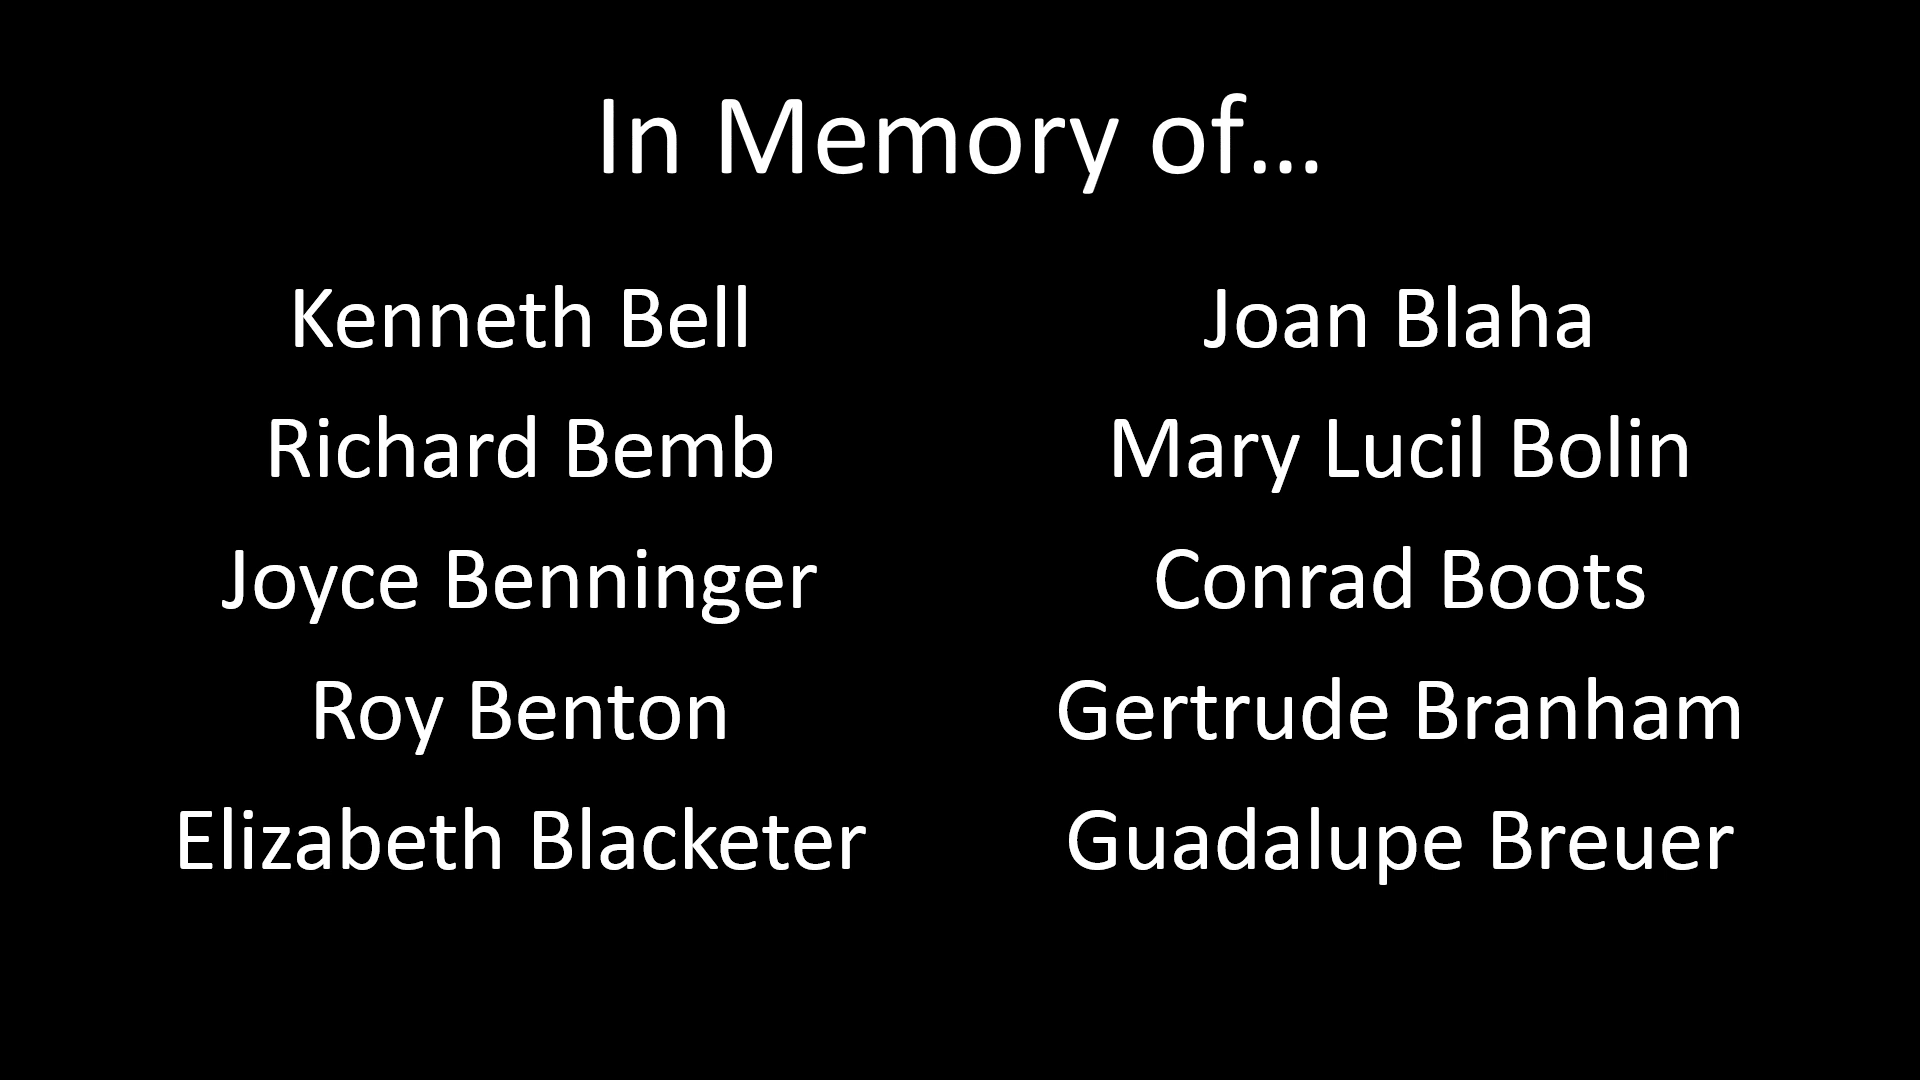 In Memory of…
Kenneth Bell
Richard Bemb
Joyce Benninger
Roy Benton
Elizabeth Blacketer
Joan Blaha
Mary Lucil Bolin
Conrad Boots
Gertrude Branham
Guadalupe Breuer